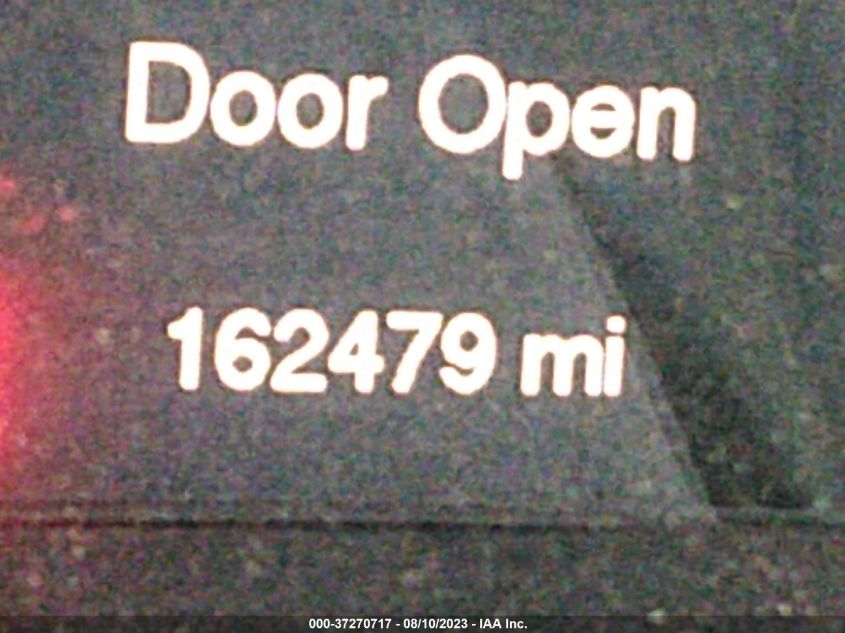 Door Open
162479 mi
000-37270717 - 08/10/2023 - IAA Inc.